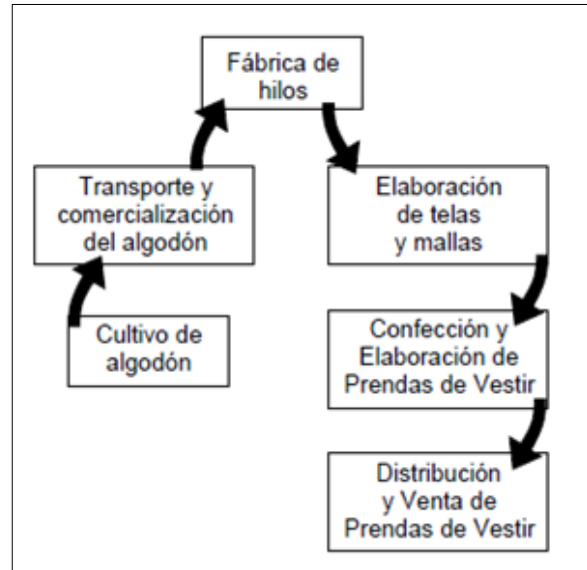 Fábrica de
hilos
Transporte y
comercialización
del algodón
Elaboración
de telas
y mallas
Cultivo de
algodón
Confección y
Elaboración de
Prendas de Vestir
Distribución
y Venta de
Prendas de Vestir